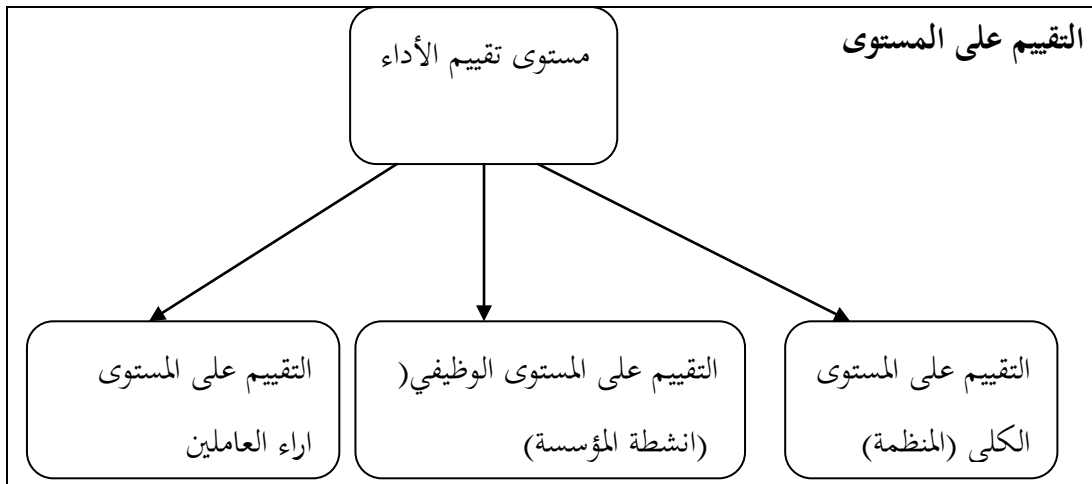 التقييم على المستوى
مستوى تقييم الأداء
التقييم على المستوى
الكلى (المنظمة)
التقييم على المستوى الوظيفي(
(انشطة المؤسسة)
التقييم على المستوى
اراء العاملين